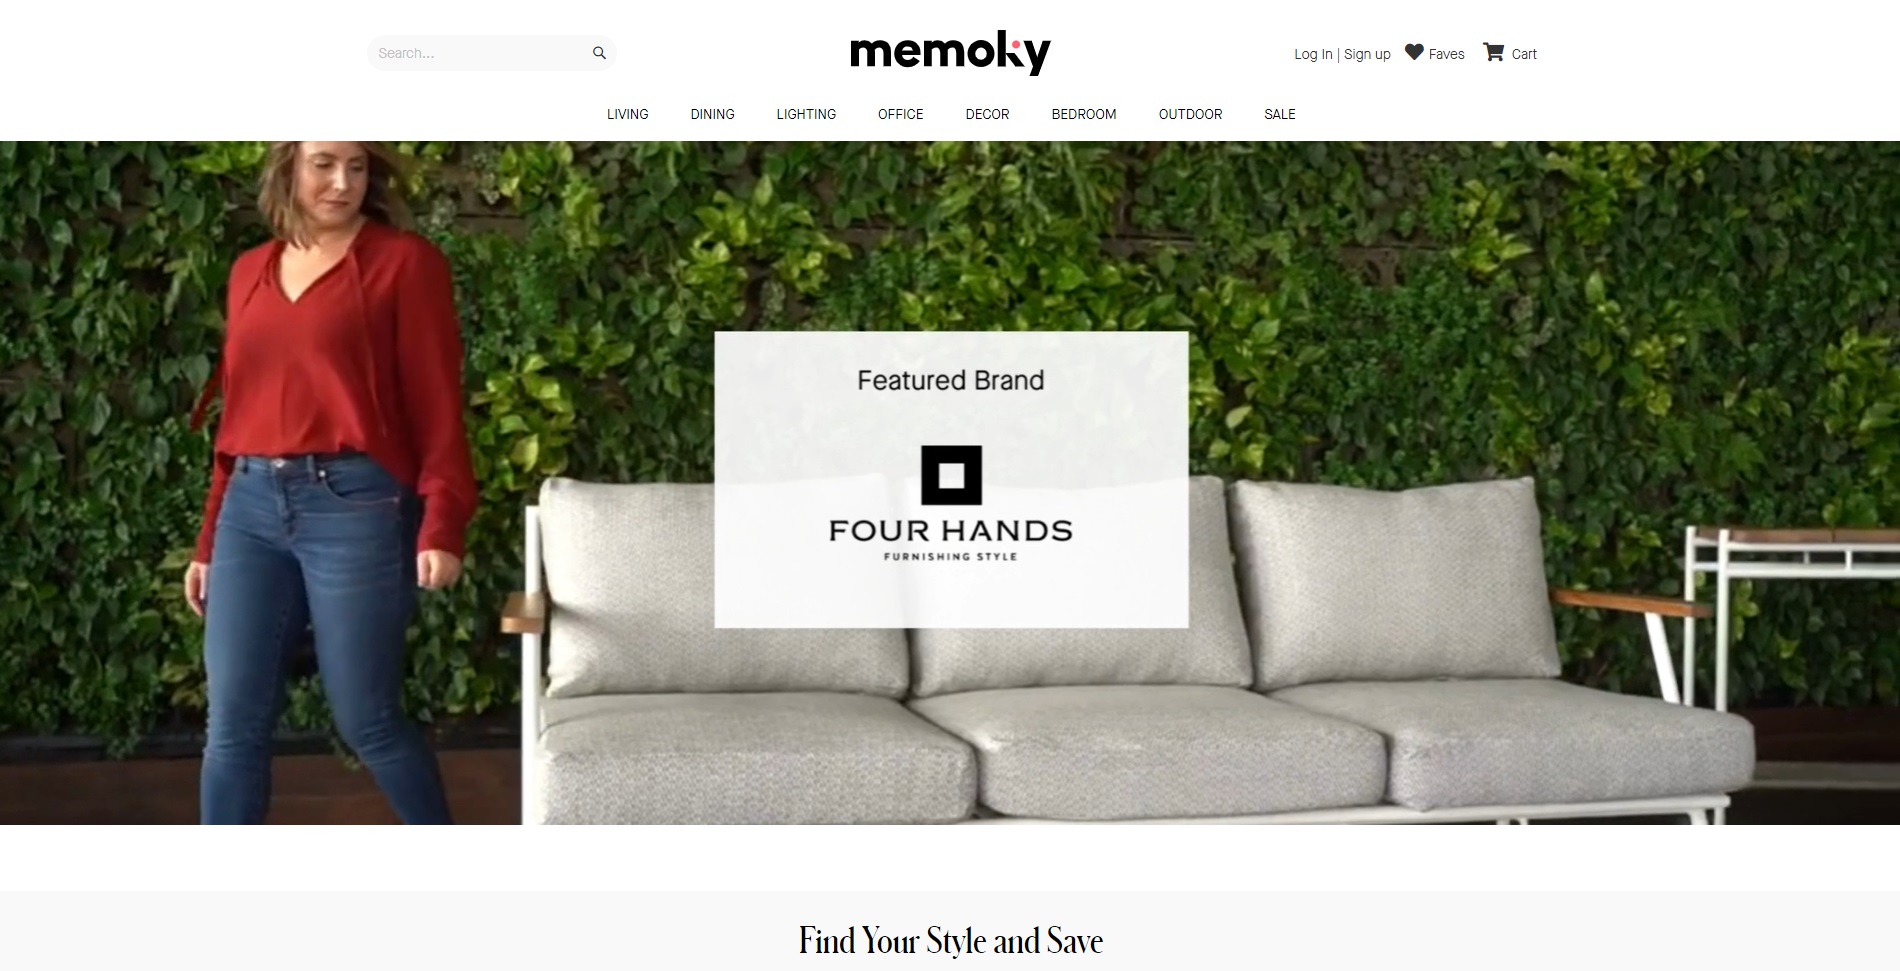 Search...
memoky
Log In | Sign up
Faves
Cart
LIVING
DINING
LIGHTING
OFFICE
DECOR
BEDROOM
OUTDOOR
SALE
Featured Brand
FOUR HANDS
FURNISHING STYLE
Find Your Style and Save